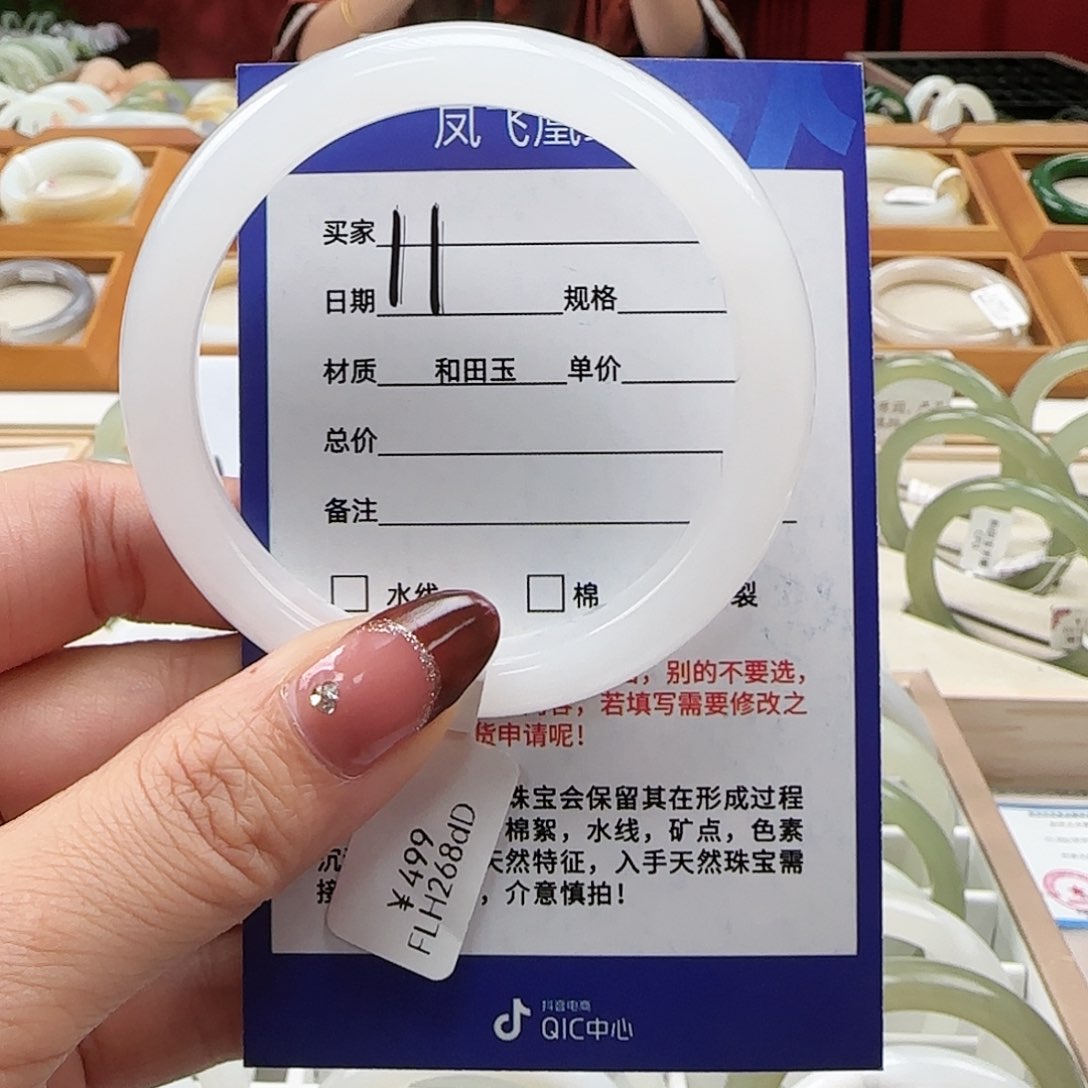 凤飞凰
买家
11
日期 规格
材质 和田玉 单价
总价
备注
水线 棉 裂
，别的不要选，
，若填写需要修改之
货申请呢！
珠宝会保留其在形成过程
棉絮，水线，矿点，色素
天然特征，入手天然珠宝需
，介意慎拍！
¥499
FLH268dD
抖音电商
QIC中心